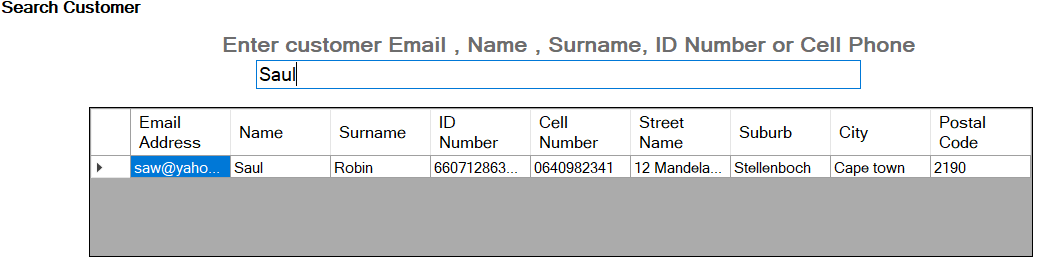 Search Customer
Enter customer Email , Name , Surname, ID Number or Cell Phone
Saul
Email Address Name Surname ID Number Cell Number Street Name Suburb City Postal Code
saw@yaho... Saul Robin 660712863... 0640982341 12 Mandela... Stellenboch Cape town 2190